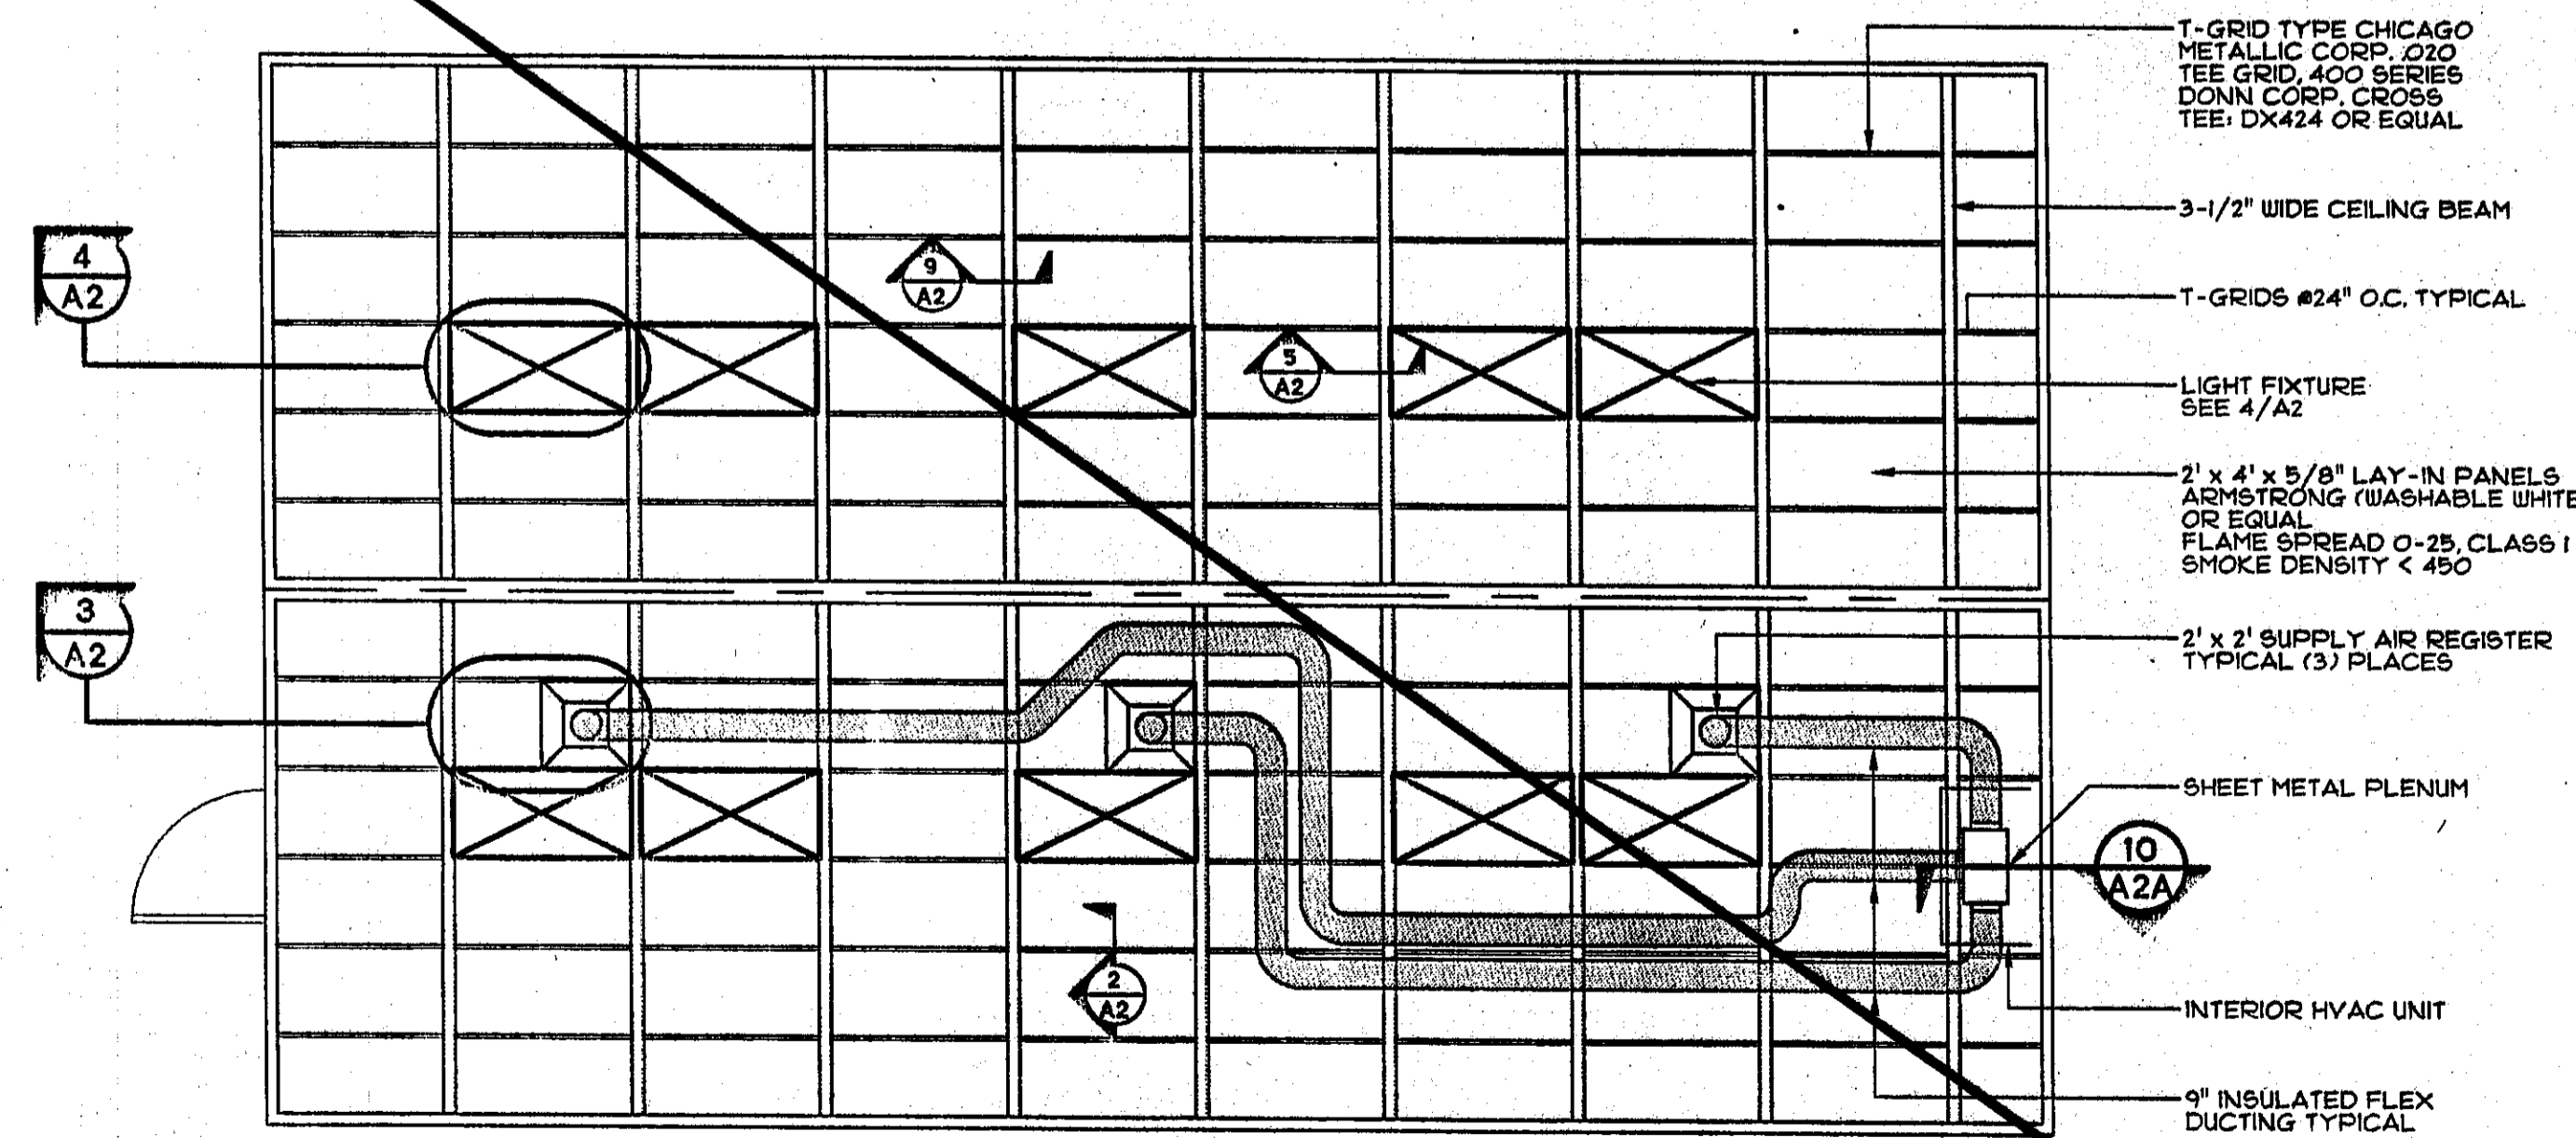 T-GRID TYPE CHICAGO
METALLIC CORP. .020
TEE GRID, 400 SERIES
DONN CORP. CROSS
TEE: DX424 OR EQUAL
3-1/2" WIDE CEILING BEAM
4
A2
9
A2
T-GRIDS @24" O.C. TYPICAL
5
A2
LIGHT FIXTURE
SEE 4/A2
2' x 4' x 5/8" LAY-IN PANELS
ARMSTRONG (WASHABLE WHITE
OR EQUAL
FLAME SPREAD 0-25, CLASS 1
SMOKE DENSITY < 450
3
A2
2' x 2' SUPPLY AIR REGISTER
TYPICAL (3) PLACES
SHEET METAL PLENUM
10
A2A
2
A2
INTERIOR HVAC UNIT
9" INSULATED FLEX
DUCTING TYPICAL